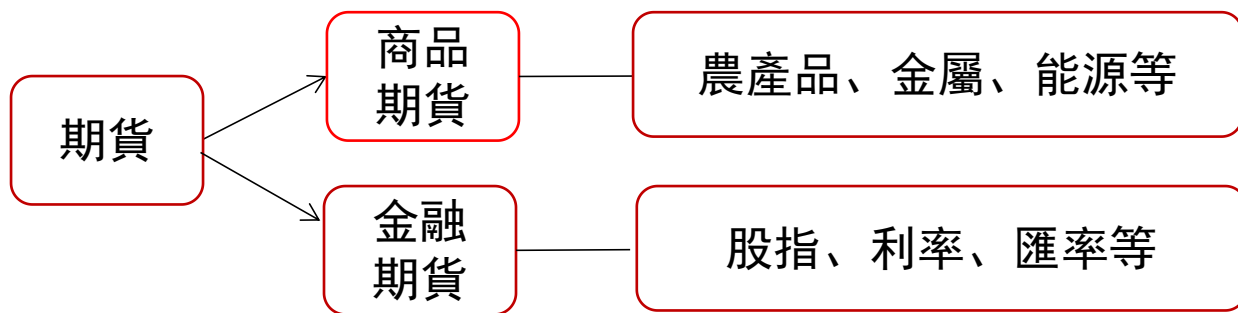 期貨
商品
期貨
農產品、金屬、能源等
金融
期貨
股指、利率、匯率等